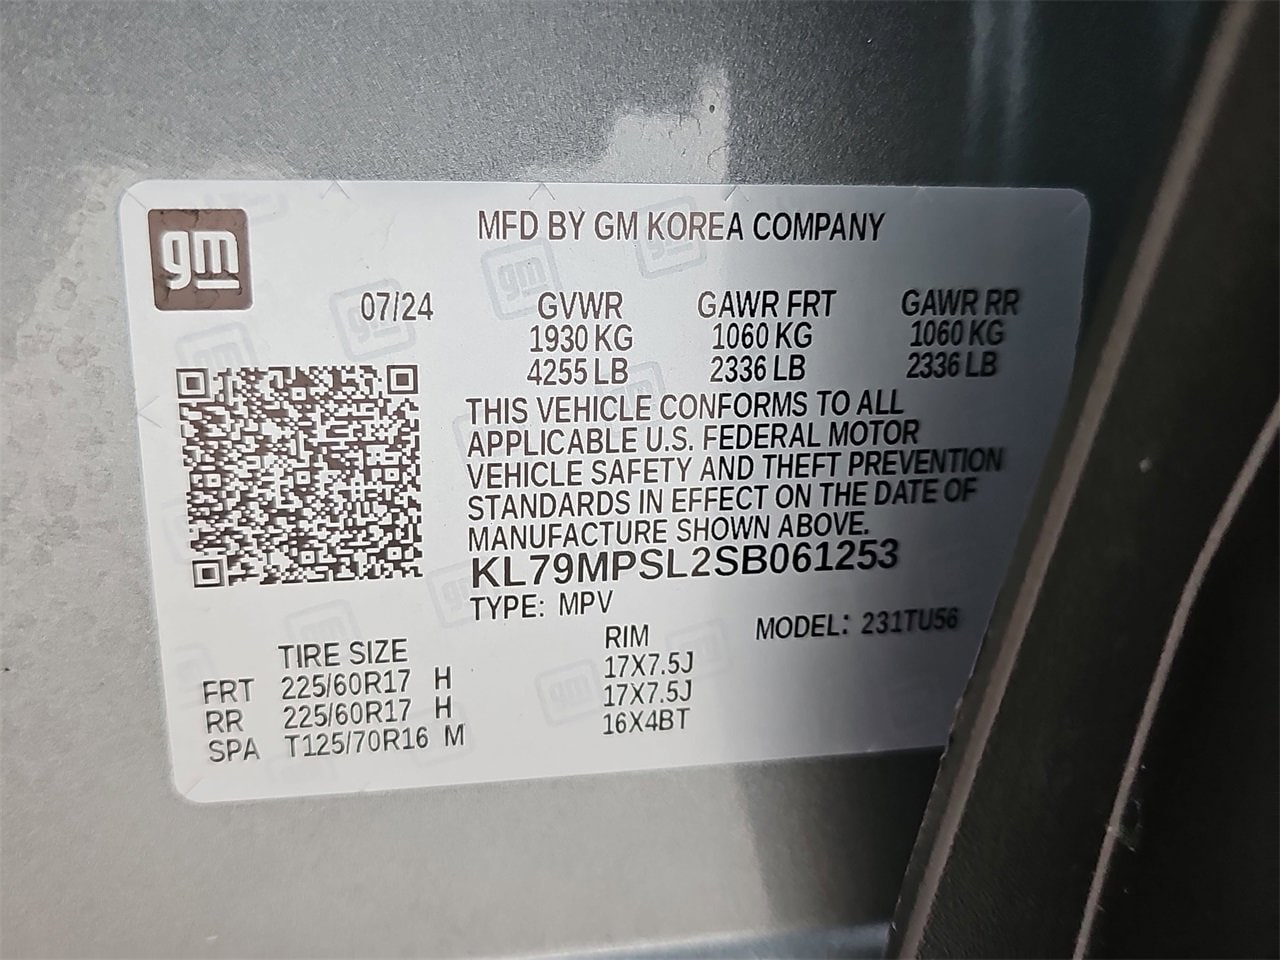 gm
MFD BY GM KOREA COMPANY
07/24 GVWR GAWR FRT GAWR RR
1930 KG 1060 KG 1060 KG
4255 LB 2336 LB 2336 LB
THIS VEHICLE CONFORMS TO ALL
APPLICABLE U.S. FEDERAL MOTOR
VEHICLE SAFETY AND THEFT PREVENTION
STANDARDS IN EFFECT ON THE DATE OF
MANUFACTURE SHOWN ABOVE.
KL79MPSL2SB061253
TYPE: MPV
MODEL: 231TU56
TIRE SIZE RIM
FRT 225/60R17 H 17X7.5J
RR 225/60R17 H 17X7.5J
SPA T125/70R16 M 16X4BT